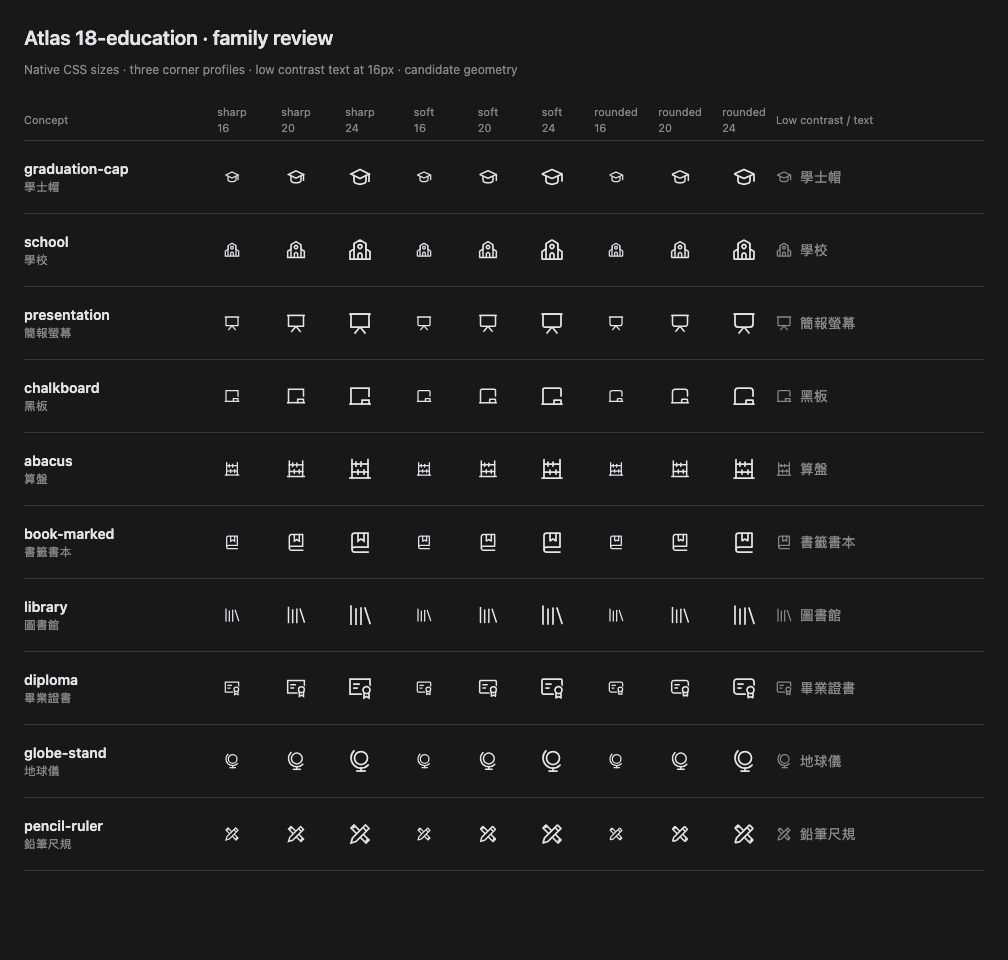 Atlas 18-education · family review
Native CSS sizes · three corner profiles · low contrast text at 16px · candidate geometry
Concept sharp 16 sharp 20 sharp 24 soft 16 soft 20 soft 24 rounded 16 rounded 20 rounded 24 Low contrast / text
graduation-cap
學士帽
學士帽
school
學校
學校
presentation
簡報螢幕
簡報螢幕
chalkboard
黑板
黑板
abacus
算盤
算盤
book-marked
書籤書本
書籤書本
library
圖書館
圖書館
diploma
畢業證書
畢業證書
globe-stand
地球儀
地球儀
pencil-ruler
鉛筆尺規
鉛筆尺規